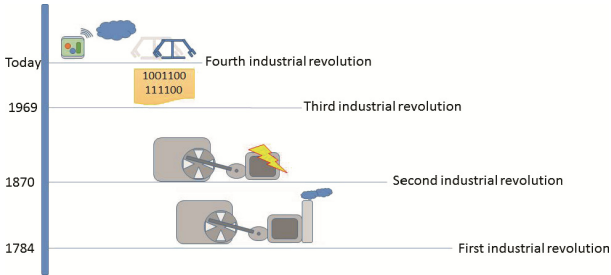 Today
Fourth industrial revolution
1001100
111100
1969
Third industrial revolution
1870
Second industrial revolution
1784
First industrial revolution